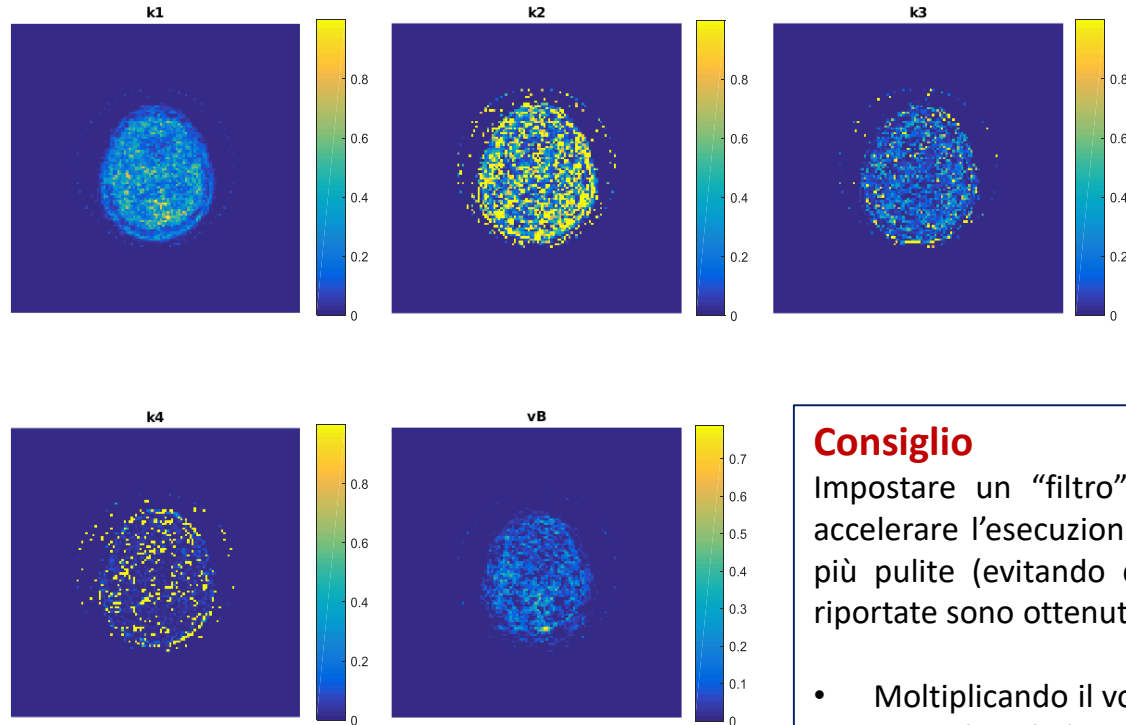 k1
0.8
0.6
0.4
0.2
0
k2
0.8
0.6
0.4
0.2
0
k3
0.8
0.6
0.4
0.2
0
k4
0.8
0.6
0.4
0.2
0
vB
0.7
0.6
0.5
0.4
0.3
0.2
0.1
0
Consiglio
Impostare un “filtro”
accelerare l’esecuzion
più pulite (evitando
riportate sono ottenut
• Moltiplicando il vo